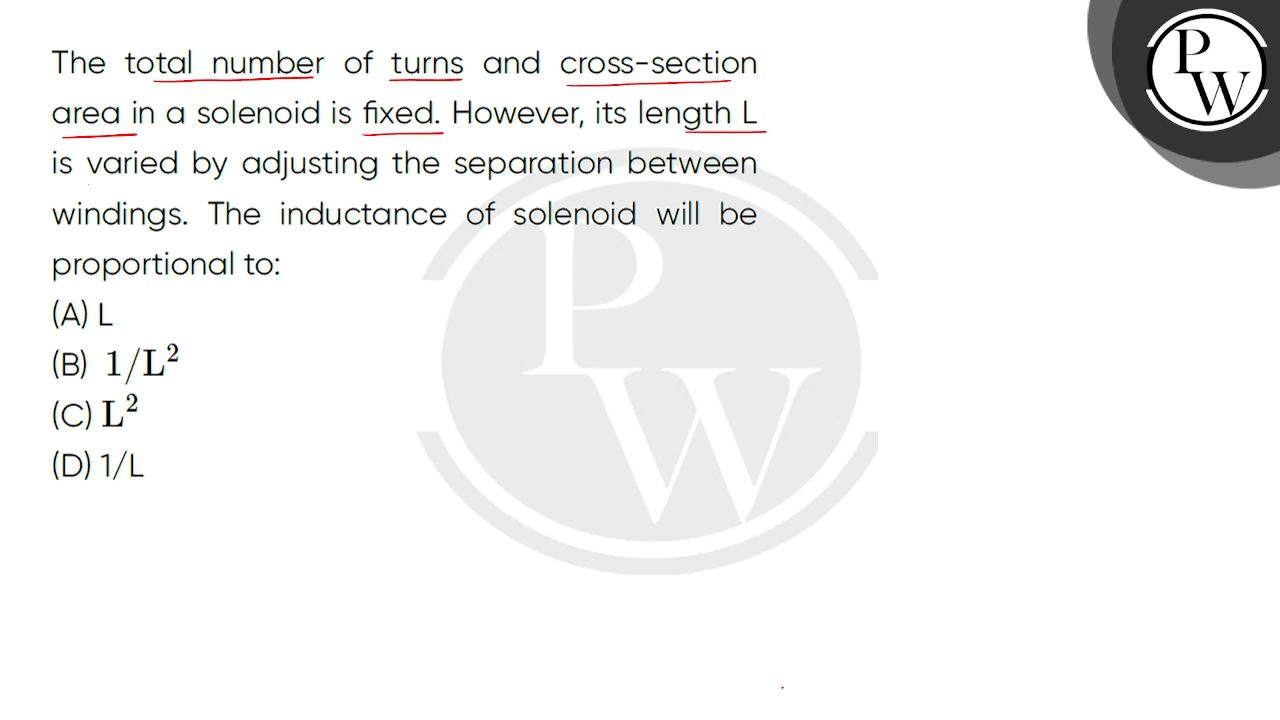 The total number of turns and cross-section
area in a solenoid is fixed. However, its length L
is varied by adjusting the separation between
windings. The inductance of solenoid will be
proportional to:
(A) L
(B) 1/L²
(C) L²
(D) 1/L
P
W
P
W